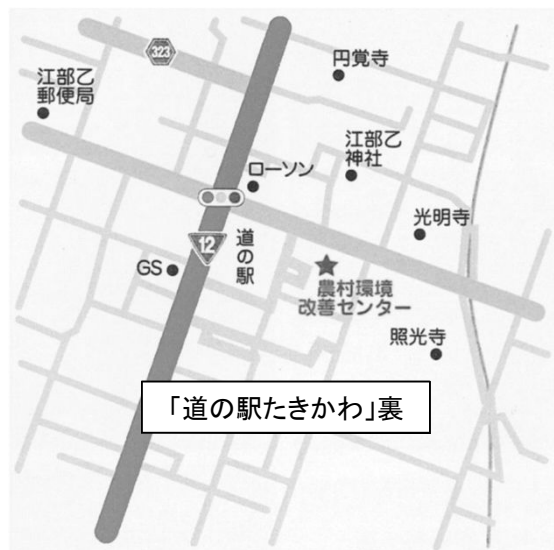 323
円覚寺
江部乙
郵便局
江部乙
神社
ローソン
光明寺
12
道の駅
GS
農村環境
改善センター
照光寺
「道の駅たきかわ」裏